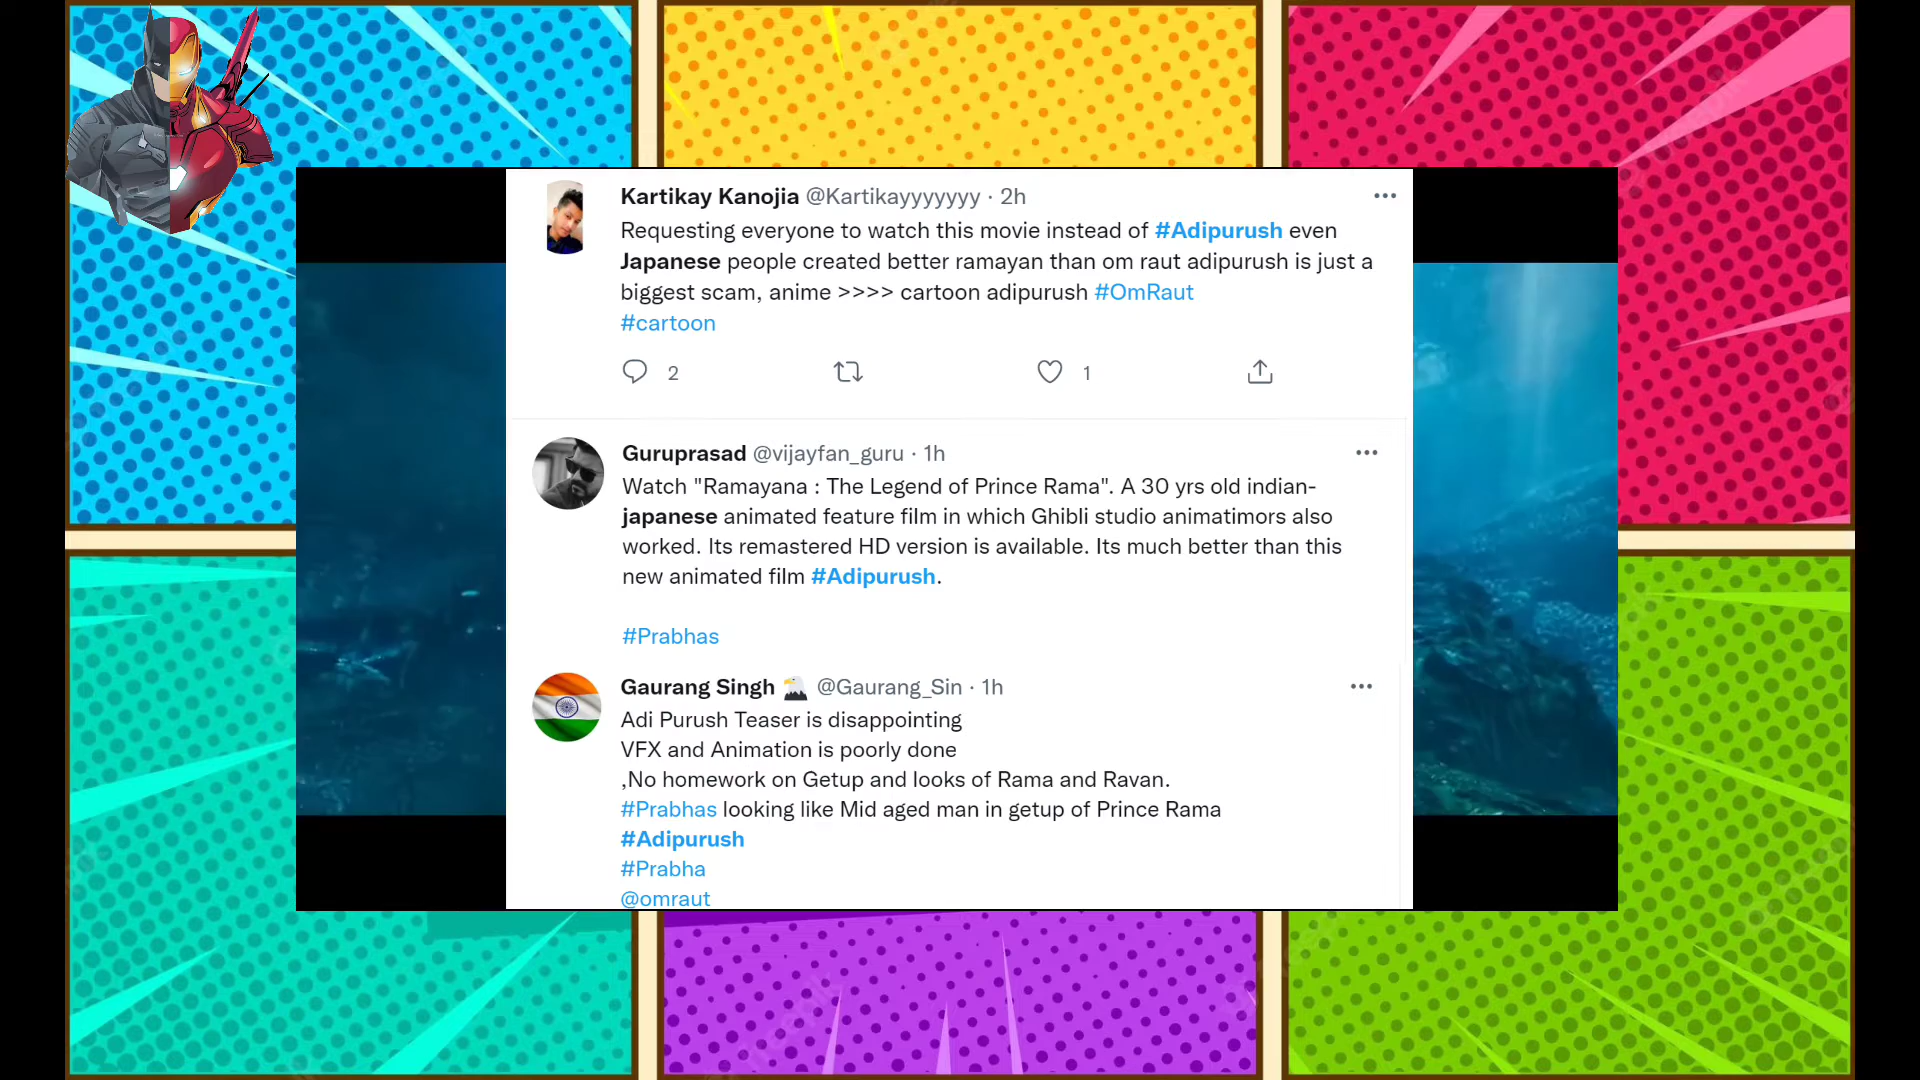 Kartikay Kanojia @Kartikayyyyyyy · 2h
Requesting everyone to watch this movie instead of #Adipurush even
Japanese people created better ramayan than om raut adipurush is just a
biggest scam, anime >>>> cartoon adipurush #OmRaut
#cartoon
2 1
Guruprasad @vijayfan_guru · 1h
Watch "Ramayana : The Legend of Prince Rama". A 30 yrs old indian-
japanese animated feature film in which Ghibli studio animatimors also
worked. Its remastered HD version is available. Its much better than this
new animated film #Adipurush.
#Prabhas
Gaurang Singh @Gaurang_Sin · 1h
Adi Purush Teaser is disappointing
VFX and Animation is poorly done
,No homework on Getup and looks of Rama and Ravan.
#Prabhas looking like Mid aged man in getup of Prince Rama
#Adipurush
#Prabha
@omraut